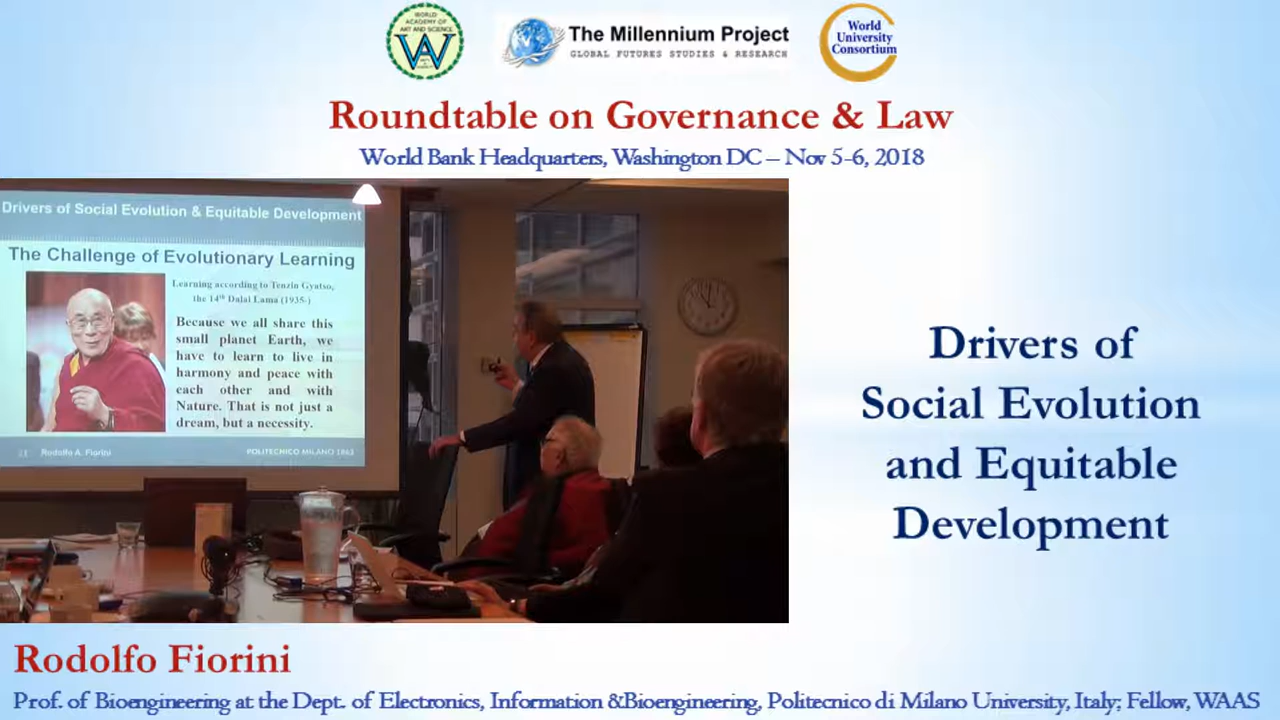 WORLD
ACADEMY OF
ART AND SCIENCE
The Millennium Project
GLOBAL FUTURES STUDIES & RESEARCH
World
University
Consortium
Roundtable on Governance & Law
World Bank Headquarters, Washington DC – Nov 5-6, 2018
Drivers of Social Evolution & Equitable Development
The Challenge of Evolutionary Learning
Learning according to Tenzin Gyatso,
the 14th Dalai Lama (1935-)
Because we all share this
small planet Earth, we
have to learn to live in
harmony and peace with
each other and with
Nature. That is not just a
dream, but a necessity.
Rodolfo A. Fiorini
POLITECNICO MILANO 1863
Drivers of
Social Evolution
and Equitable
Development
Rodolfo Fiorini
Prof. of Bioengineering at the Dept. of Electronics, Information &Bioengineering, Politecnico di Milano University, Italy; Fellow, WAAS